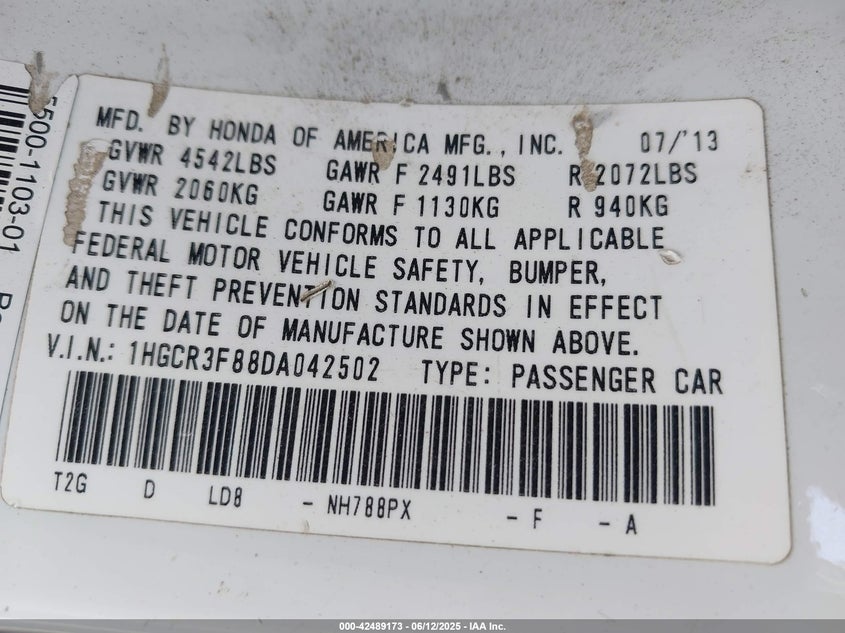 5500-1103-01
MFD. BY HONDA OF AMERICA MFG., INC. 07/'13
GVWR 4542LBS GAWR F 2491LBS R 2072LBS
GVWR 2060KG GAWR F 1130KG R 940KG
THIS VEHICLE CONFORMS TO ALL APPLICABLE
FEDERAL MOTOR VEHICLE SAFETY, BUMPER,
AND THEFT PREVENTION STANDARDS IN EFFECT
ON THE DATE OF MANUFACTURE SHOWN ABOVE.
V.I.N.: 1HGCR3F88DA042502 TYPE: PASSENGER CAR
T2G D LD8 - NH788PX - F - A
000-42489173 - 06/12/2025 - IAA Inc.